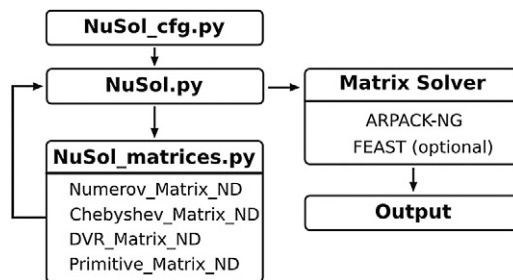 NuSol_cfg.py
NuSol.py
NuSol_matrices.py
Numerov_Matrix_ND
Chebyshev_Matrix_ND
DVR_Matrix_ND
Primitive_Matrix_ND
Matrix Solver
ARPACK-NG
FEAST (optional)
Output